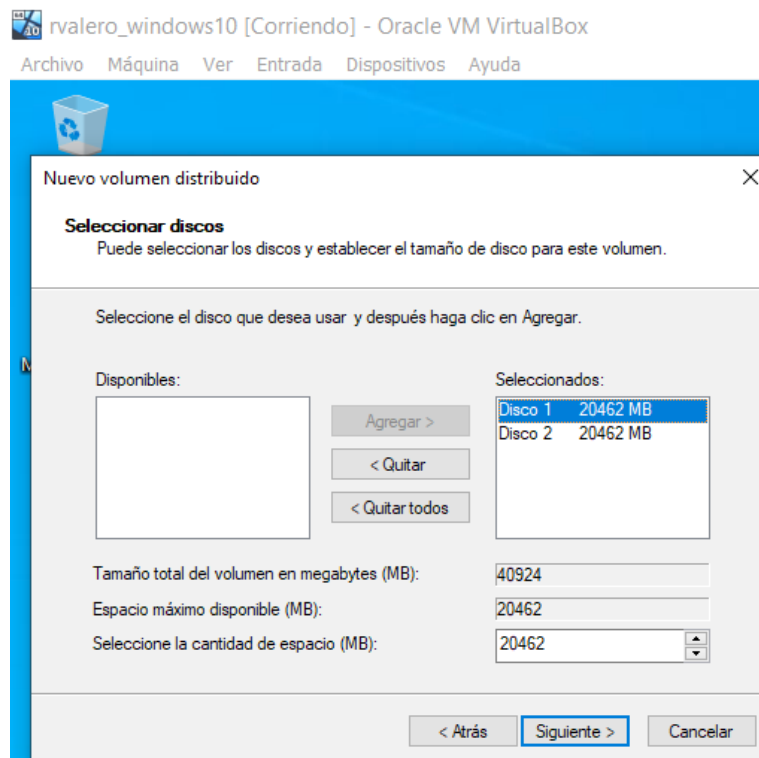 rvalero_windows10 [Corriendo] - Oracle VM VirtualBox
Archivo Máquina Ver Entrada Dispositivos Ayuda
Nuevo volumen distribuido
Seleccionar discos
Puede seleccionar los discos y establecer el tamaño de disco para este volumen.
Seleccione el disco que desea usar y después haga clic en Agregar.
Disponibles:
Seleccionados:
Agregar >
< Quitar
< Quitar todos
Disco 1 20462 MB
Disco 2 20462 MB
Tamaño total del volumen en megabytes (MB): 40924
Espacio máximo disponible (MB): 20462
Seleccione la cantidad de espacio (MB): 20462
< Atrás Siguiente > Cancelar